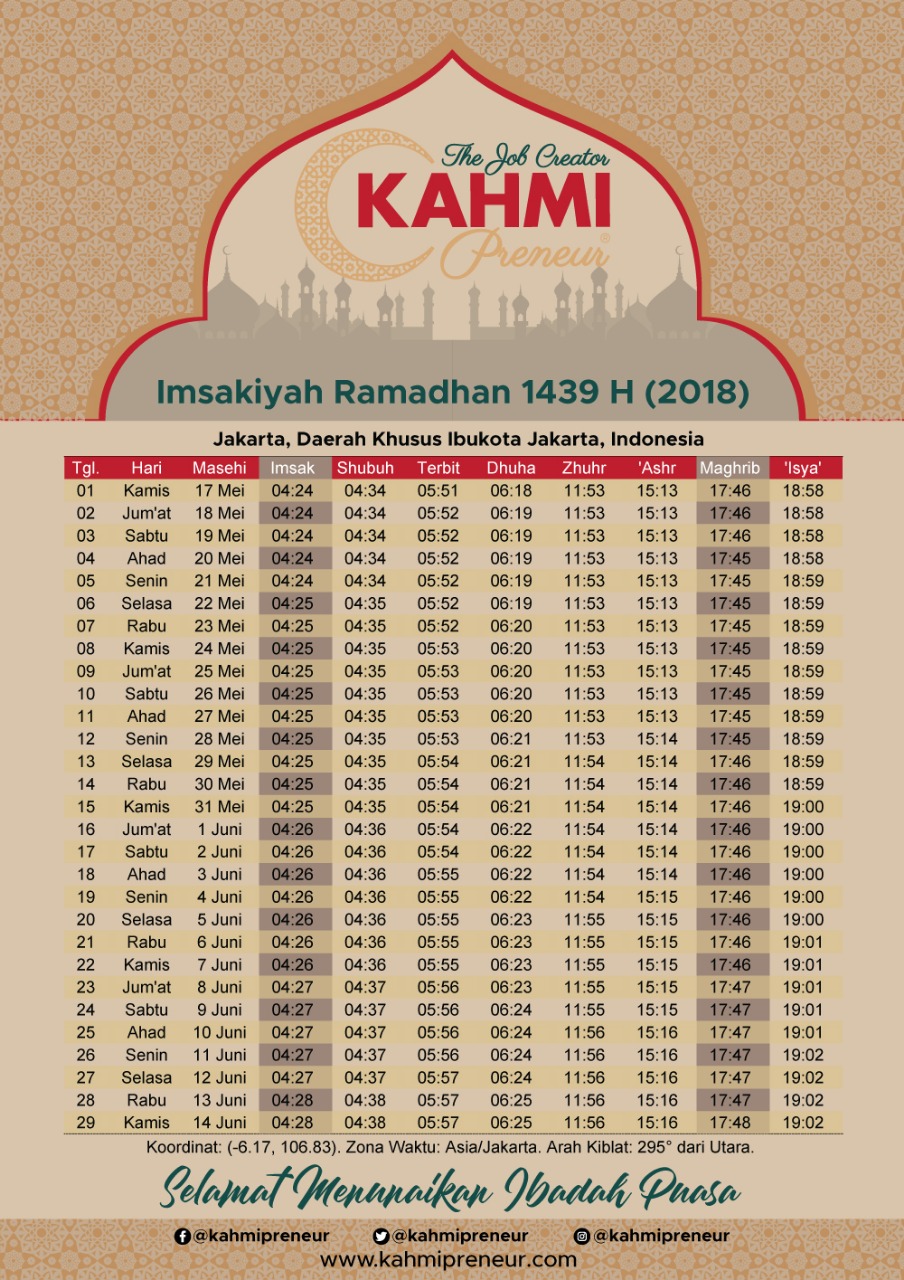 The Job Creator
KAHMI
Preneur®
Imsakiyah Ramadhan 1439 H (2018)
Jakarta, Daerah Khusus Ibukota Jakarta, Indonesia
Tgl. Hari Masehi Imsak Shubuh Terbit Dhuha Zhuhr 'Ashr Maghrib 'Isya'
01 Kamis 17 Mei 04:24 04:34 05:51 06:18 11:53 15:13 17:46 18:58
02 Jum'at 18 Mei 04:24 04:34 05:52 06:19 11:53 15:13 17:46 18:58
03 Sabtu 19 Mei 04:24 04:34 05:52 06:19 11:53 15:13 17:46 18:58
04 Ahad 20 Mei 04:24 04:34 05:52 06:19 11:53 15:13 17:45 18:58
05 Senin 21 Mei 04:24 04:34 05:52 06:19 11:53 15:13 17:45 18:59
06 Selasa 22 Mei 04:25 04:35 05:52 06:19 11:53 15:13 17:45 18:59
07 Rabu 23 Mei 04:25 04:35 05:52 06:20 11:53 15:13 17:45 18:59
08 Kamis 24 Mei 04:25 04:35 05:53 06:20 11:53 15:13 17:45 18:59
09 Jum'at 25 Mei 04:25 04:35 05:53 06:20 11:53 15:13 17:45 18:59
10 Sabtu 26 Mei 04:25 04:35 05:53 06:20 11:53 15:13 17:45 18:59
11 Ahad 27 Mei 04:25 04:35 05:53 06:20 11:53 15:13 17:45 18:59
12 Senin 28 Mei 04:25 04:35 05:53 06:21 11:53 15:14 17:45 18:59
13 Selasa 29 Mei 04:25 04:35 05:54 06:21 11:54 15:14 17:46 18:59
14 Rabu 30 Mei 04:25 04:35 05:54 06:21 11:54 15:14 17:46 18:59
15 Kamis 31 Mei 04:25 04:35 05:54 06:21 11:54 15:14 17:46 19:00
16 Jum'at 1 Juni 04:26 04:36 05:54 06:22 11:54 15:14 17:46 19:00
17 Sabtu 2 Juni 04:26 04:36 05:54 06:22 11:54 15:14 17:46 19:00
18 Ahad 3 Juni 04:26 04:36 05:55 06:22 11:54 15:14 17:46 19:00
19 Senin 4 Juni 04:26 04:36 05:55 06:22 11:54 15:15 17:46 19:00
20 Selasa 5 Juni 04:26 04:36 05:55 06:23 11:55 15:15 17:46 19:00
21 Rabu 6 Juni 04:26 04:36 05:55 06:23 11:55 15:15 17:46 19:01
22 Kamis 7 Juni 04:26 04:36 05:55 06:23 11:55 15:15 17:46 19:01
23 Jum'at 8 Juni 04:27 04:37 05:56 06:23 11:55 15:15 17:47 19:01
24 Sabtu 9 Juni 04:27 04:37 05:56 06:24 11:55 15:15 17:47 19:01
25 Ahad 10 Juni 04:27 04:37 05:56 06:24 11:56 15:16 17:47 19:01
26 Senin 11 Juni 04:27 04:37 05:56 06:24 11:56 15:16 17:47 19:02
27 Selasa 12 Juni 04:27 04:37 05:57 06:24 11:56 15:16 17:47 19:02
28 Rabu 13 Juni 04:28 04:38 05:57 06:25 11:56 15:16 17:47 19:02
29 Kamis 14 Juni 04:28 04:38 05:57 06:25 11:56 15:16 17:48 19:02
Koordinat: (-6.17, 106.83). Zona Waktu: Asia/Jakarta. Arah Kiblat: 295° dari Utara.
Selamat Menunaikan Ibadah Puasa
@kahmipreneur @kahmipreneur @kahmipreneur
www.kahmipreneur.com